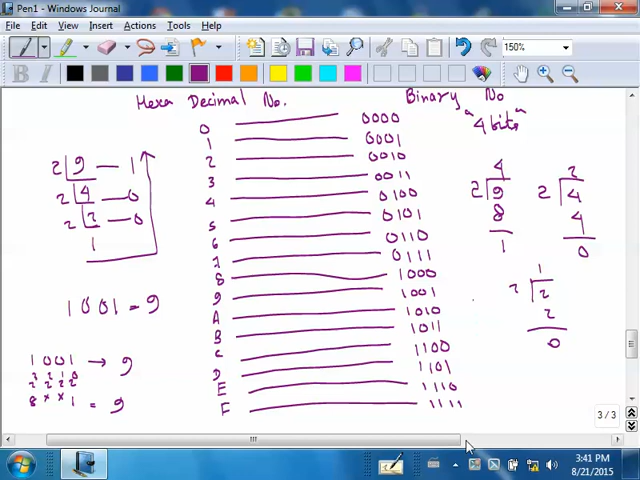 Pen1 - Windows Journal
File Edit View Insert Actions Tools Help
150%
B I
Hexa Decimal No. Binary No
"4 bits"
0 0000
1 0001
2 0010
3 0011
4 0100
5 0101
6 0110
7 0111
8 1000
9 1001
A 1010
B 1011
C 1100
D 1101
E 1110
F 1111
2 9 — 1
2 4 — 0
2 2 — 0
1
1001 = 9
1001 → 9
2³ 2² 2¹ 2⁰
8 × × 1 = 9
4
2 9
8
1
2
2 4
4
0
1
2 2
2
0
3 / 3
3:41 PM
8/21/2015